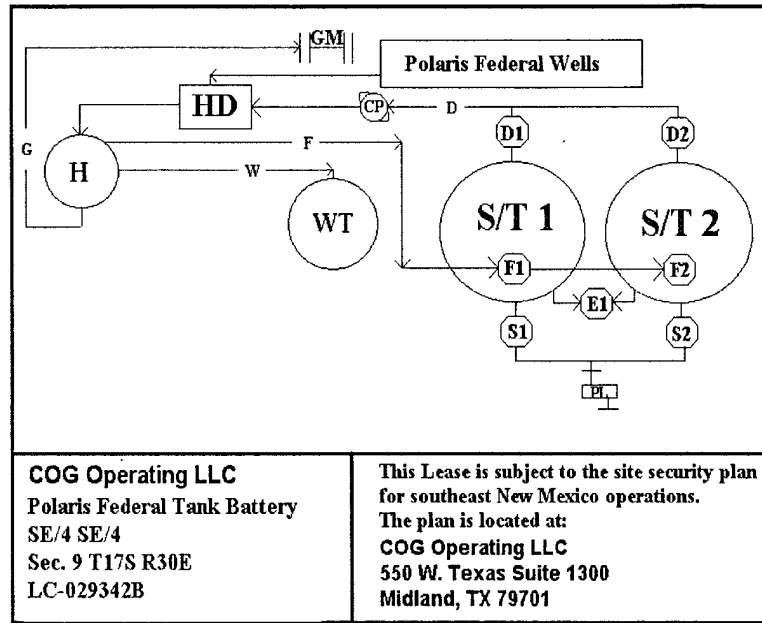 GM
Polaris Federal Wells
HD
CP
D
G
F
D1
D2
H
W
WT
S/T 1
S/T 2
F1
F2
E1
S1
S2
PL
COG Operating LLC
Polaris Federal Tank Battery
SE/4 SE/4
Sec. 9 T17S R30E
LC-029342B
This Lease is subject to the site security plan
for southeast New Mexico operations.
The plan is located at:
COG Operating LLC
550 W. Texas Suite 1300
Midland, TX 79701